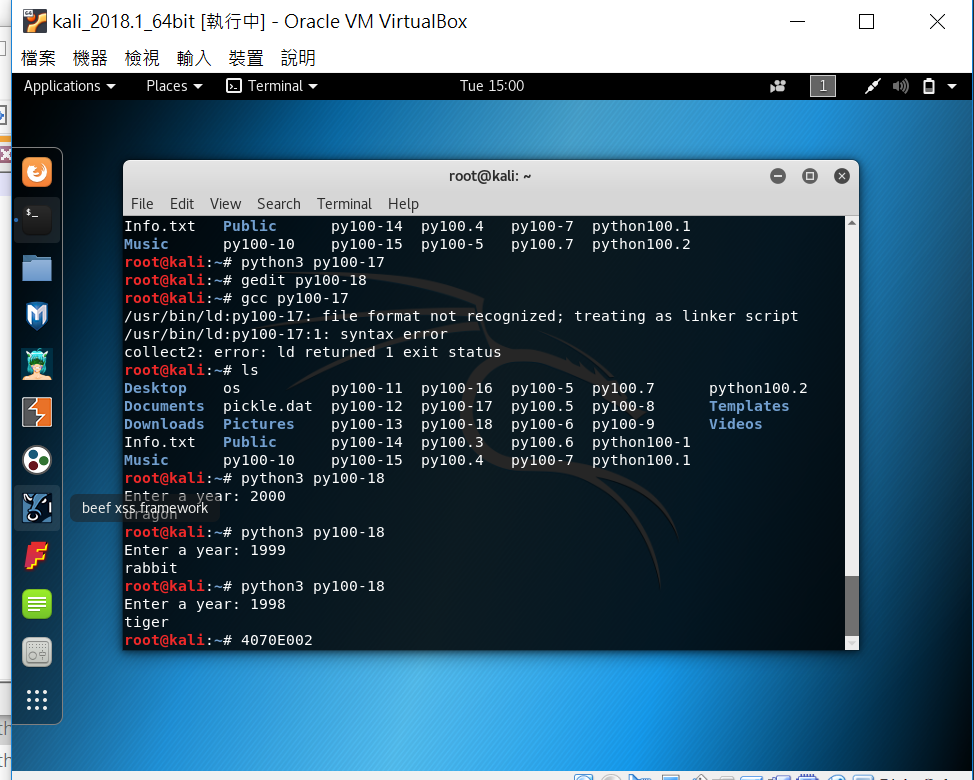 kali_2018.1_64bit [執行中] - Oracle VM VirtualBox
檔案 機器 檢視 輸入 裝置 說明
Applications Places Terminal Tue 15:00 1
root@kali: ~
File Edit View Search Terminal Help
Info.txt Public py100-14 py100.4 py100-7 python100.1
Music py100-10 py100-15 py100-5 py100.7 python100.2
root@kali:~# python3 py100-17
root@kali:~# gedit py100-18
root@kali:~# gcc py100-17
/usr/bin/ld:py100-17: file format not recognized; treating as linker script
/usr/bin/ld:py100-17:1: syntax error
collect2: error: ld returned 1 exit status
root@kali:~# ls
Desktop os py100-11 py100-16 py100-5 py100.7 python100.2
Documents pickle.dat py100-12 py100-17 py100.5 py100-8 Templates
Downloads Pictures py100-13 py100-18 py100-6 py100-9 Videos
Info.txt Public py100-14 py100.3 py100.6 python100-1
Music py100-10 py100-15 py100.4 py100-7 python100.1
root@kali:~# python3 py100-18
Enter a year: 2000
beef xss framework
dragon
root@kali:~# python3 py100-18
Enter a year: 1999
rabbit
root@kali:~# python3 py100-18
Enter a year: 1998
tiger
root@kali:~# 4070E002